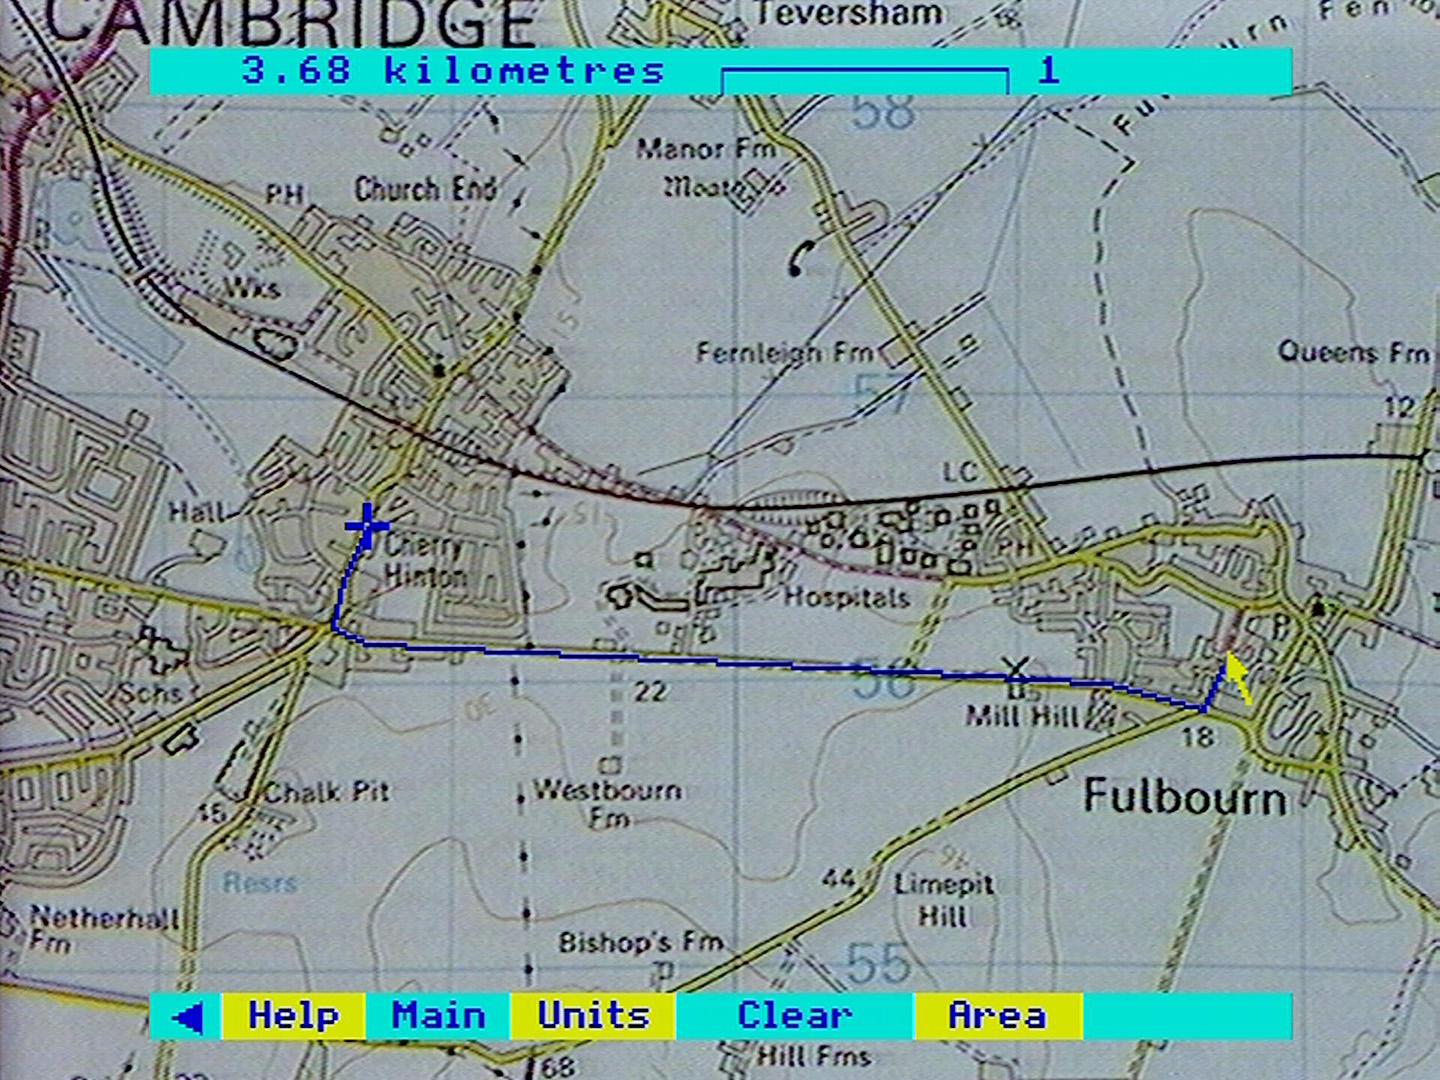 CAMBRIDGE
Teversham
3.68 kilometres 1
58
Manor Fm
Moats
PH
Church End
Wks
Fernleigh Fm
57
Queens Fm
12
15
LC
Hall
15
Cherry
Hinton
PH
Hospitals
Schs
22
56
Mill Hill
30
18
Chalk Pit
Westbourn
Fm
Fulbourn
46
Resrs
44
Limepit
Hill
Netherhall
Fm
Bishop's Fm
55
Help Main Units Clear Area
Hill Fms
68